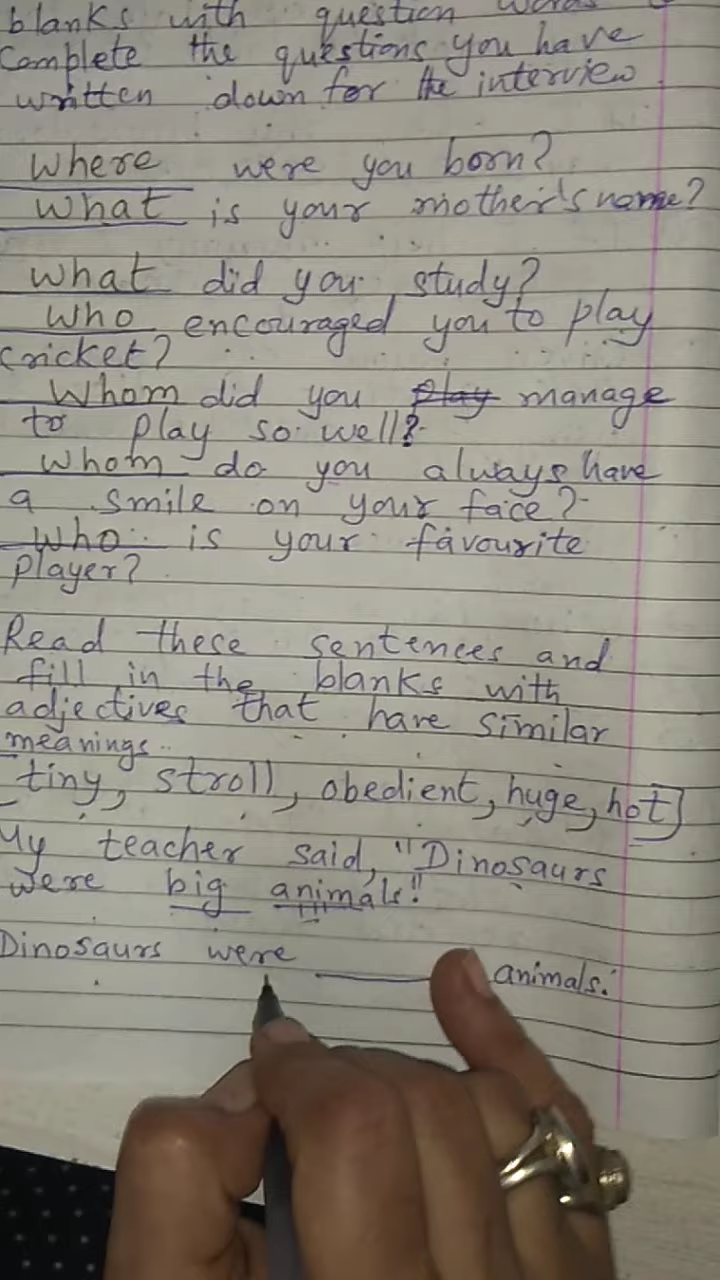 blanks with question words
Complete the questions you have
written down for the interview
Where were you born?
What is your mother's name?
What did you study?
Who encouraged you to play
cricket?
Whom did you play manage
to play so well?
Whom do you always have
a smile on your face?
Who is your favourite
player?
Read these sentences and
fill in the blanks with
adjectives that have similar
meanings..
tiny, stroll, obedient, huge, hot]
My teacher said, "Dinosaurs
were big animals."
Dinosaurs were ______ animals.